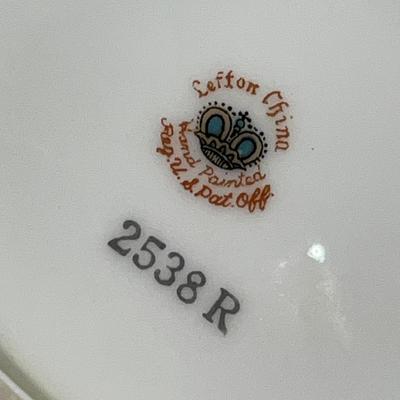 Lefton China
Hand Painted
Reg. U.S. Pat. Off.
2538 R